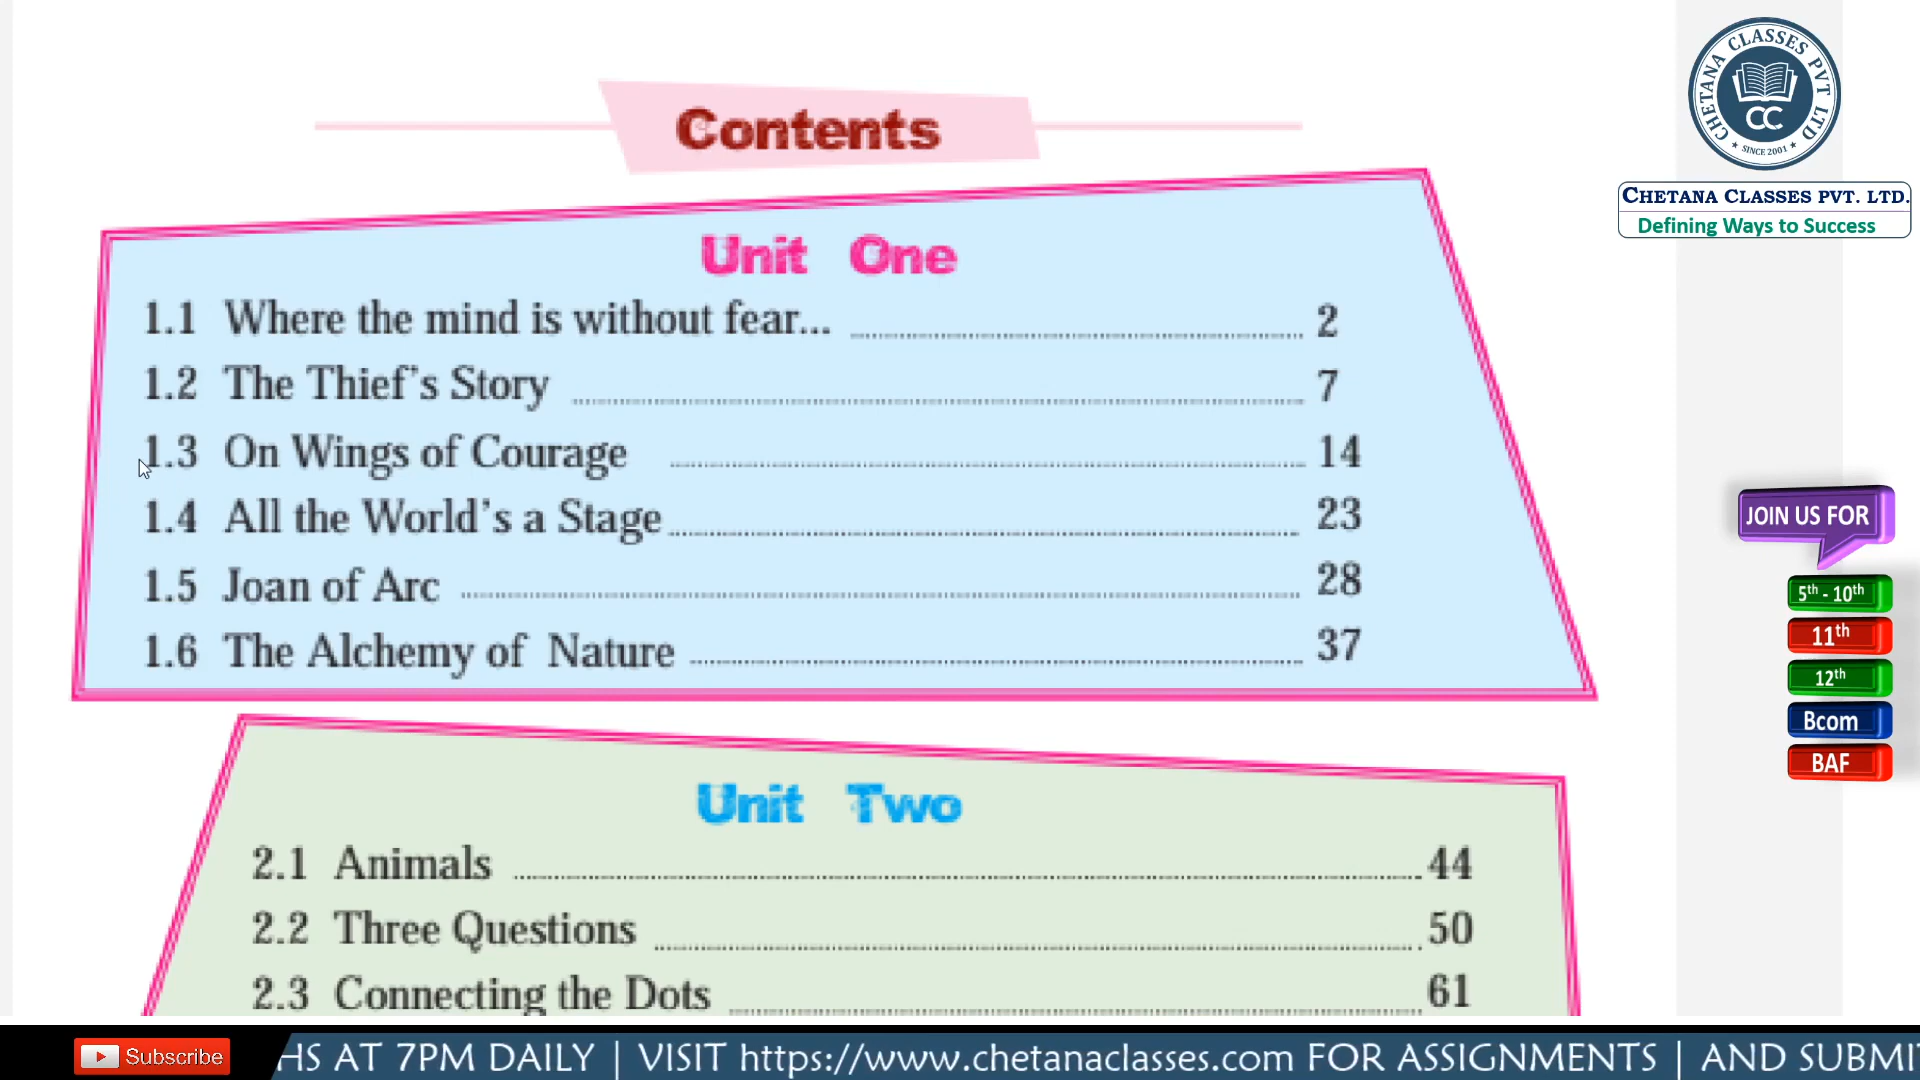 Contents
Unit One
1.1 Where the mind is without fear... 2
1.2 The Thief's Story 7
1.3 On Wings of Courage 14
1.4 All the World's a Stage 23
1.5 Joan of Arc 28
1.6 The Alchemy of Nature 37
Unit Two
2.1 Animals 44
2.2 Three Questions 50
2.3 Connecting the Dots 61
CHETANA CLASSES PVT LTD
CC
★ SINCE 2001 ★
CHETANA CLASSES PVT. LTD.
Defining Ways to Success
JOIN US FOR
5th - 10th
11th
12th
Bcom
BAF
Subscribe
HS AT 7PM DAILY | VISIT https://www.chetanaclasses.com FOR ASSIGNMENTS | AND SUBMI